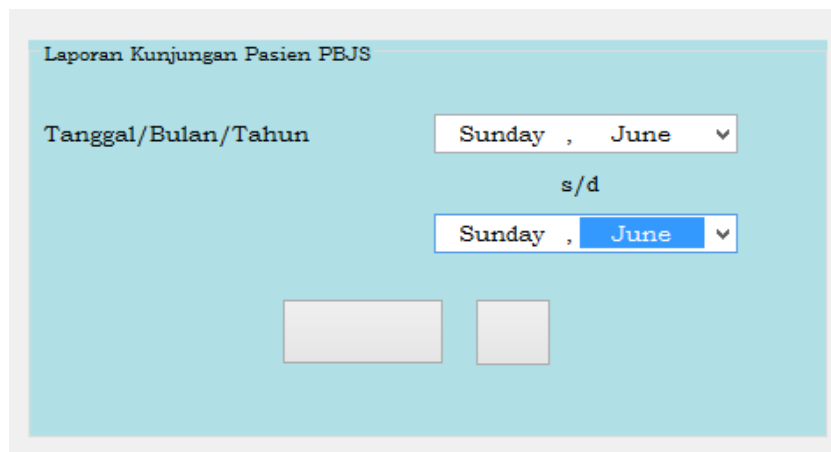 Laporan Kunjungan Pasien PBJS
Tanggal/Bulan/Tahun Sunday , June
s/d
Sunday , June